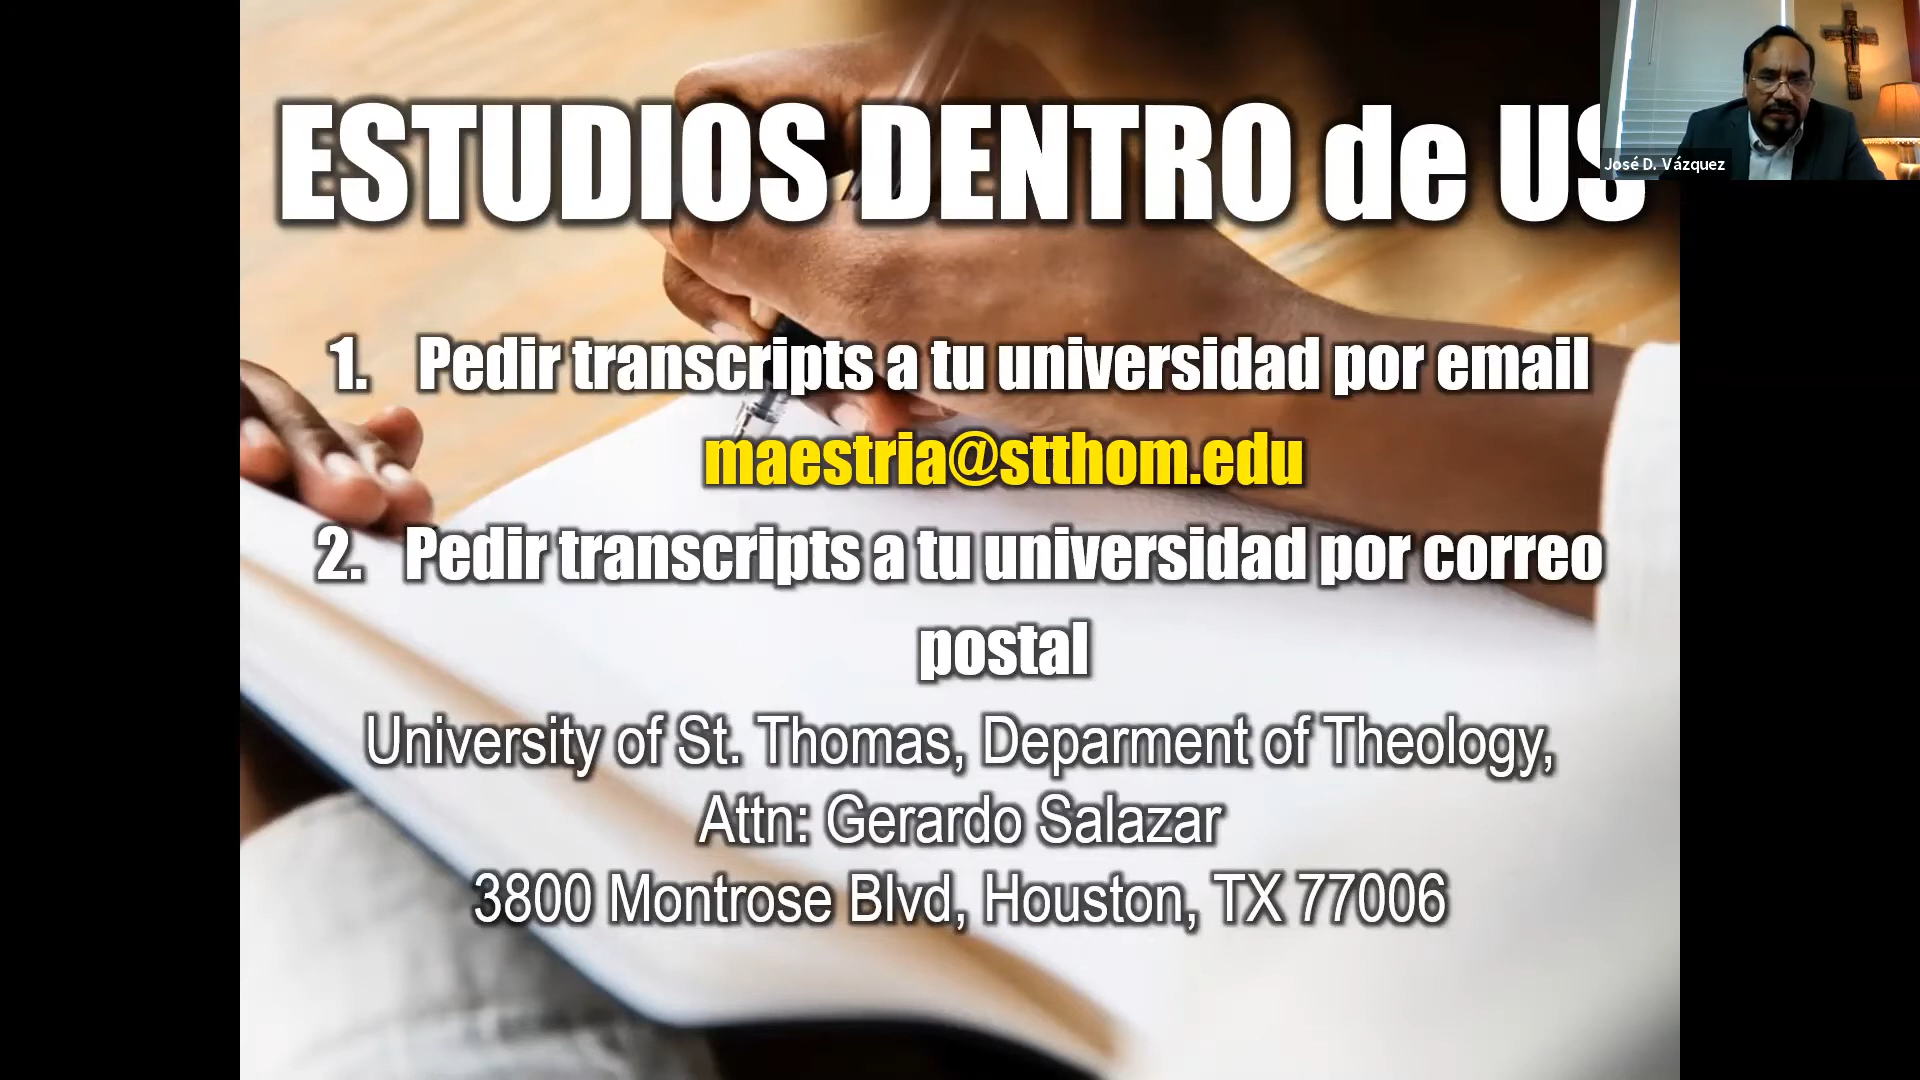 ESTUDIOS DENTRO de US
José D. Vázquez
1. Pedir transcripts a tu universidad por email
maestria@stthom.edu
2. Pedir transcripts a tu universidad por correo
postal
University of St. Thomas, Deparment of Theology,
Attn: Gerardo Salazar
3800 Montrose Blvd, Houston, TX 77006